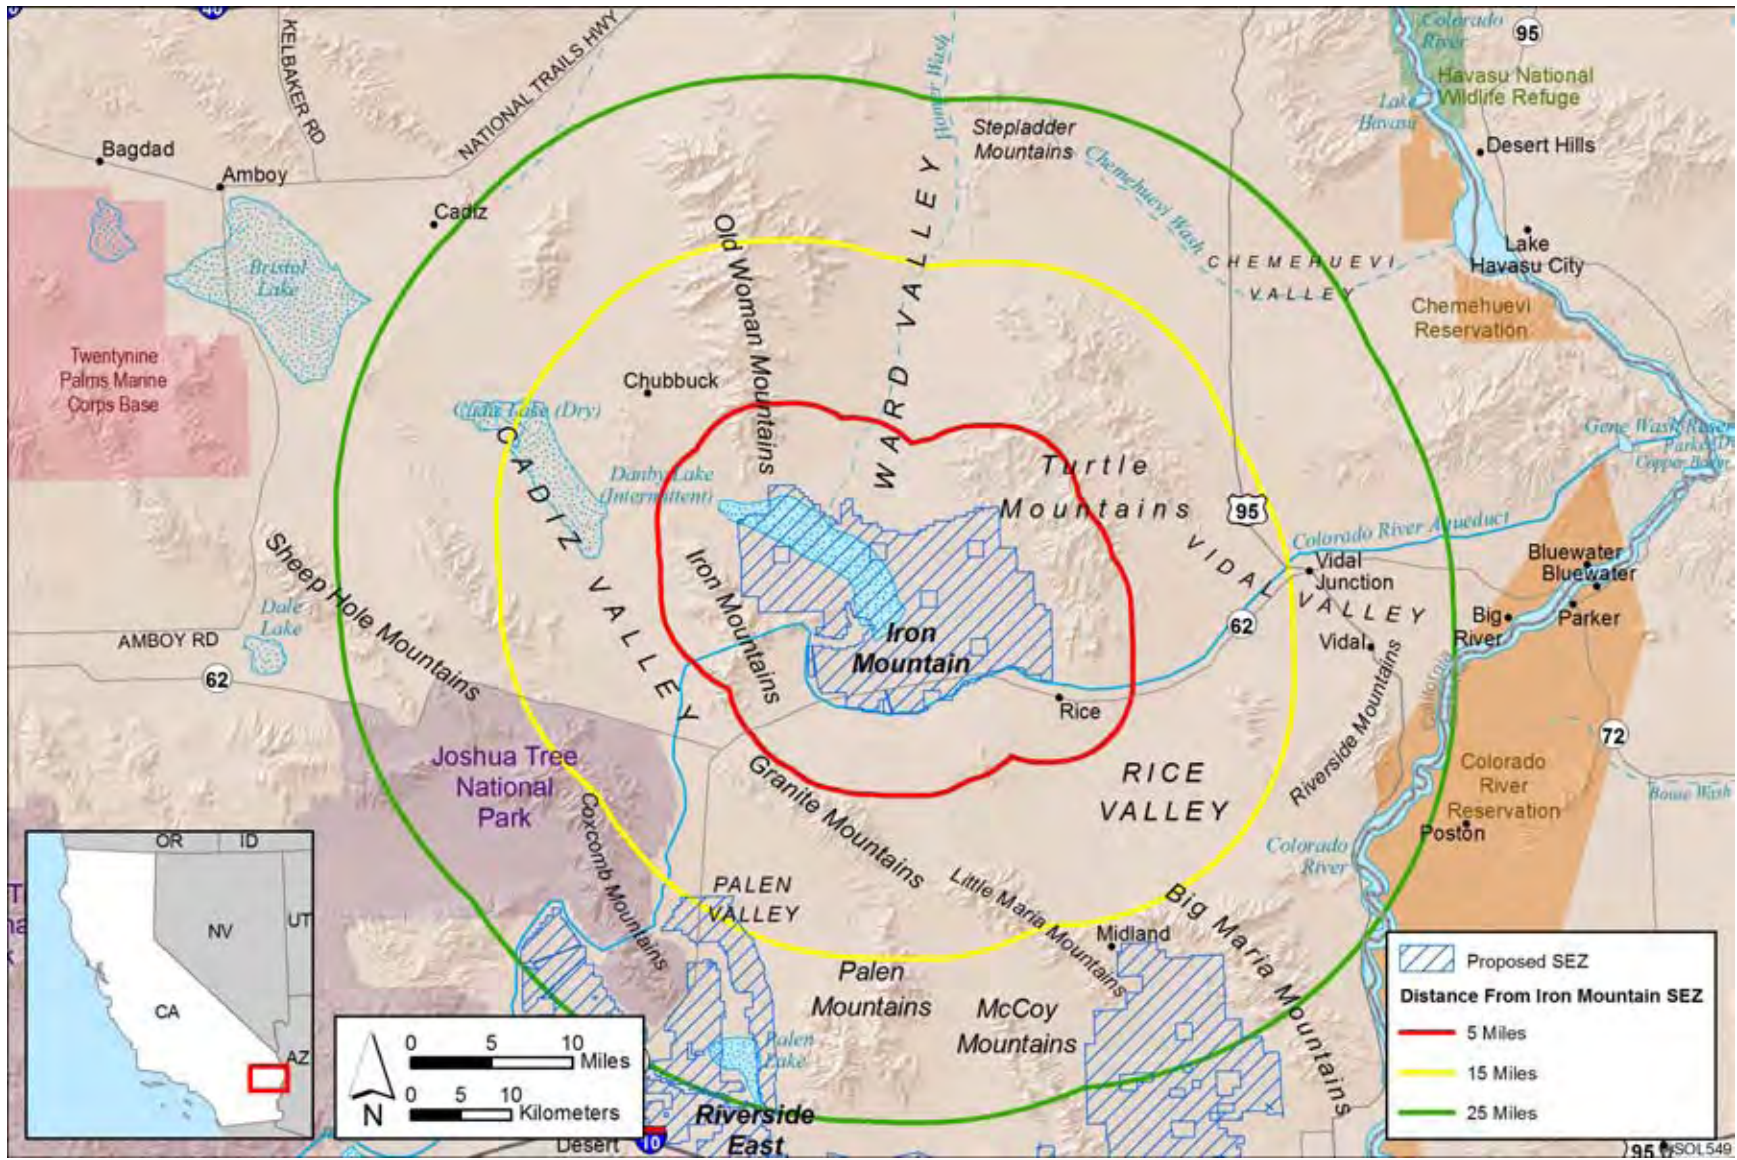 40
KELBAKER RD
NATIONAL TRAILS HWY
Homer Wash
Colorado
River
95
Havasu National
Wildlife Refuge
Lake
Havasu
Desert Hills
Bagdad
Amboy
Cadiz
Stepladder
Mountains
Chemehuevi Wash
Old Woman Mountains
WARD VALLEY
CHEMEHUEVI
VALLEY
Lake
Havasu City
Bristol
Lake
Chemehuevi
Reservation
Twentynine
Palms Marine
Corps Base
Chubbuck
Cadiz Lake (Dry)
CADIZ VALLEY
Danby Lake
(Intermittent)
Turtle
Mountains
Gene Wash
Parker
Copper Basin
95
Colorado River Aqueduct
VIDAL VALLEY
Vidal
Junction
Bluewater
Bluewater
Sheep Hole Mountains
Iron Mountains
Iron
Mountain
Dale
Lake
AMBOY RD
62
62
Vidal
Big
River
Parker
California
Rice
Riverside Mountains
72
Joshua Tree
National
Park
Granite Mountains
RICE
VALLEY
Colorado
River
Reservation
Bouse Wash
Poston
Colorado
River
Coxcomb Mountains
PALEN
VALLEY
Little Maria Mountains
Big Maria Mountains
Midland
Palen
Mountains
McCoy
Mountains
Palen
Lake
Riverside
East
Desert
10
OR
ID
NV
UT
CA
AZ
N
0 5 10
Miles
0 5 10
Kilometers
Proposed SEZ
Distance From Iron Mountain SEZ
5 Miles
15 Miles
25 Miles
95
SOL549